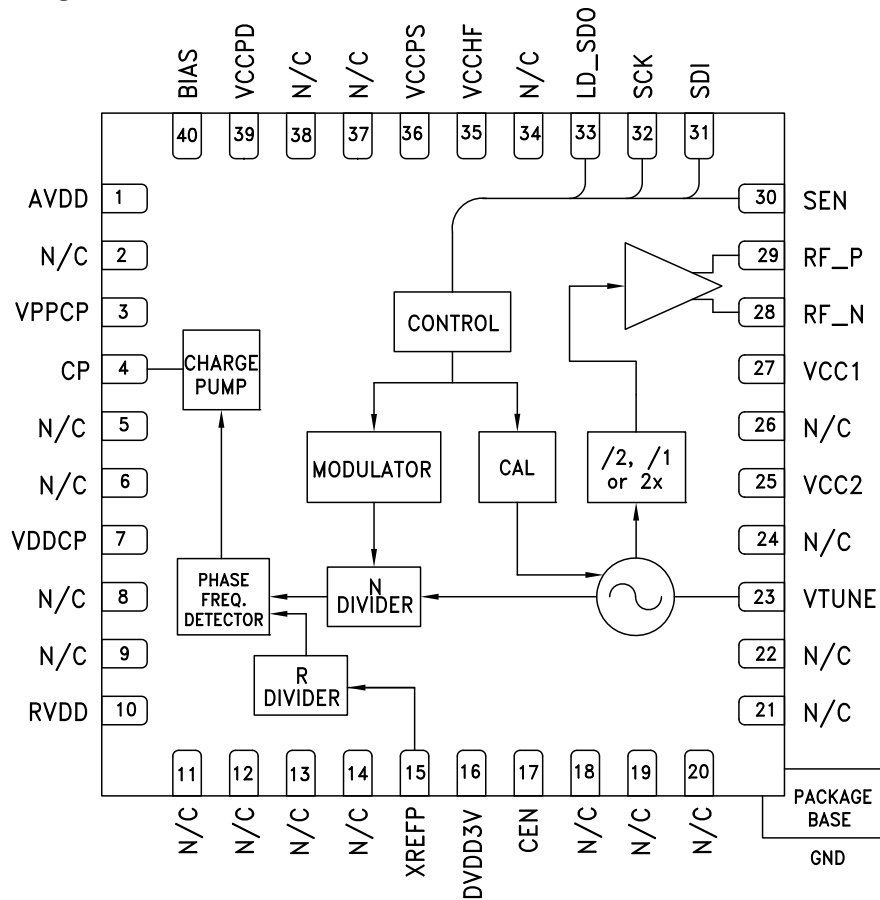 BIAS
VCCPD
N/C
N/C
VCCPS
VCCHF
N/C
LD_SDO
SCK
SDI
40
39
38
37
36
35
34
33
32
31
AVDD
1
N/C
2
VPPCP
3
CP
4
N/C
5
N/C
6
VDDCP
7
N/C
8
N/C
9
RVDD
10
30
SEN
29
RF_P
28
RF_N
27
VCC1
26
N/C
25
VCC2
24
N/C
23
VTUNE
22
N/C
21
N/C
CONTROL
CHARGE
PUMP
MODULATOR
CAL
/2, /1
or 2x
PHASE
FREQ.
DETECTOR
N
DIVIDER
R
DIVIDER
11
12
13
14
15
16
17
18
19
20
N/C
N/C
N/C
N/C
XREFP
DVDD3V
CEN
N/C
N/C
N/C
PACKAGE
BASE
GND